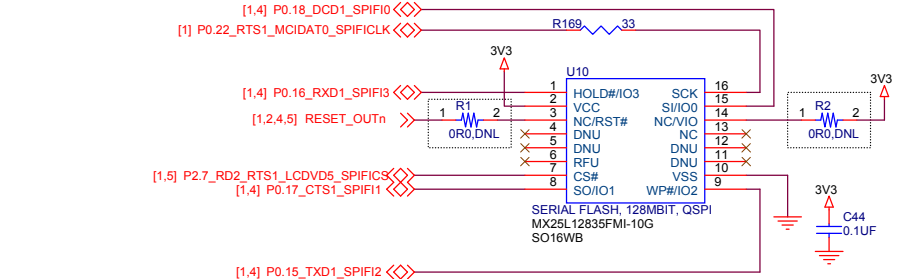 [1,4] P0.18_DCD1_SPIFI0
[1] P0.22_RTS1_MCIDAT0_SPIFICLK
R169 33
3V3
3V3
U10
[1,4] P0.16_RXD1_SPIFI3
1 HOLD#/IO3 SCK 16
2 VCC SI/IO0 15
[1,2,4,5] RESET_OUTn
R1
1 2
0R0,DNL
3 NC/RST# NC/VIO 14
R2
1 2
0R0,DNL
4 DNU NC 13
5 DNU DNU 12
6 RFU DNU 11
[1,5] P2.7_RD2_RTS1_LCDVD5_SPIFICS
7 CS# VSS 10
[1,4] P0.17_CTS1_SPIFI1
8 SO/IO1 WP#/IO2 9
SERIAL FLASH, 128MBIT, QSPI
MX25L12835FMI-10G
SO16WB
3V3
C44
0.1UF
[1,4] P0.15_TXD1_SPIFI2